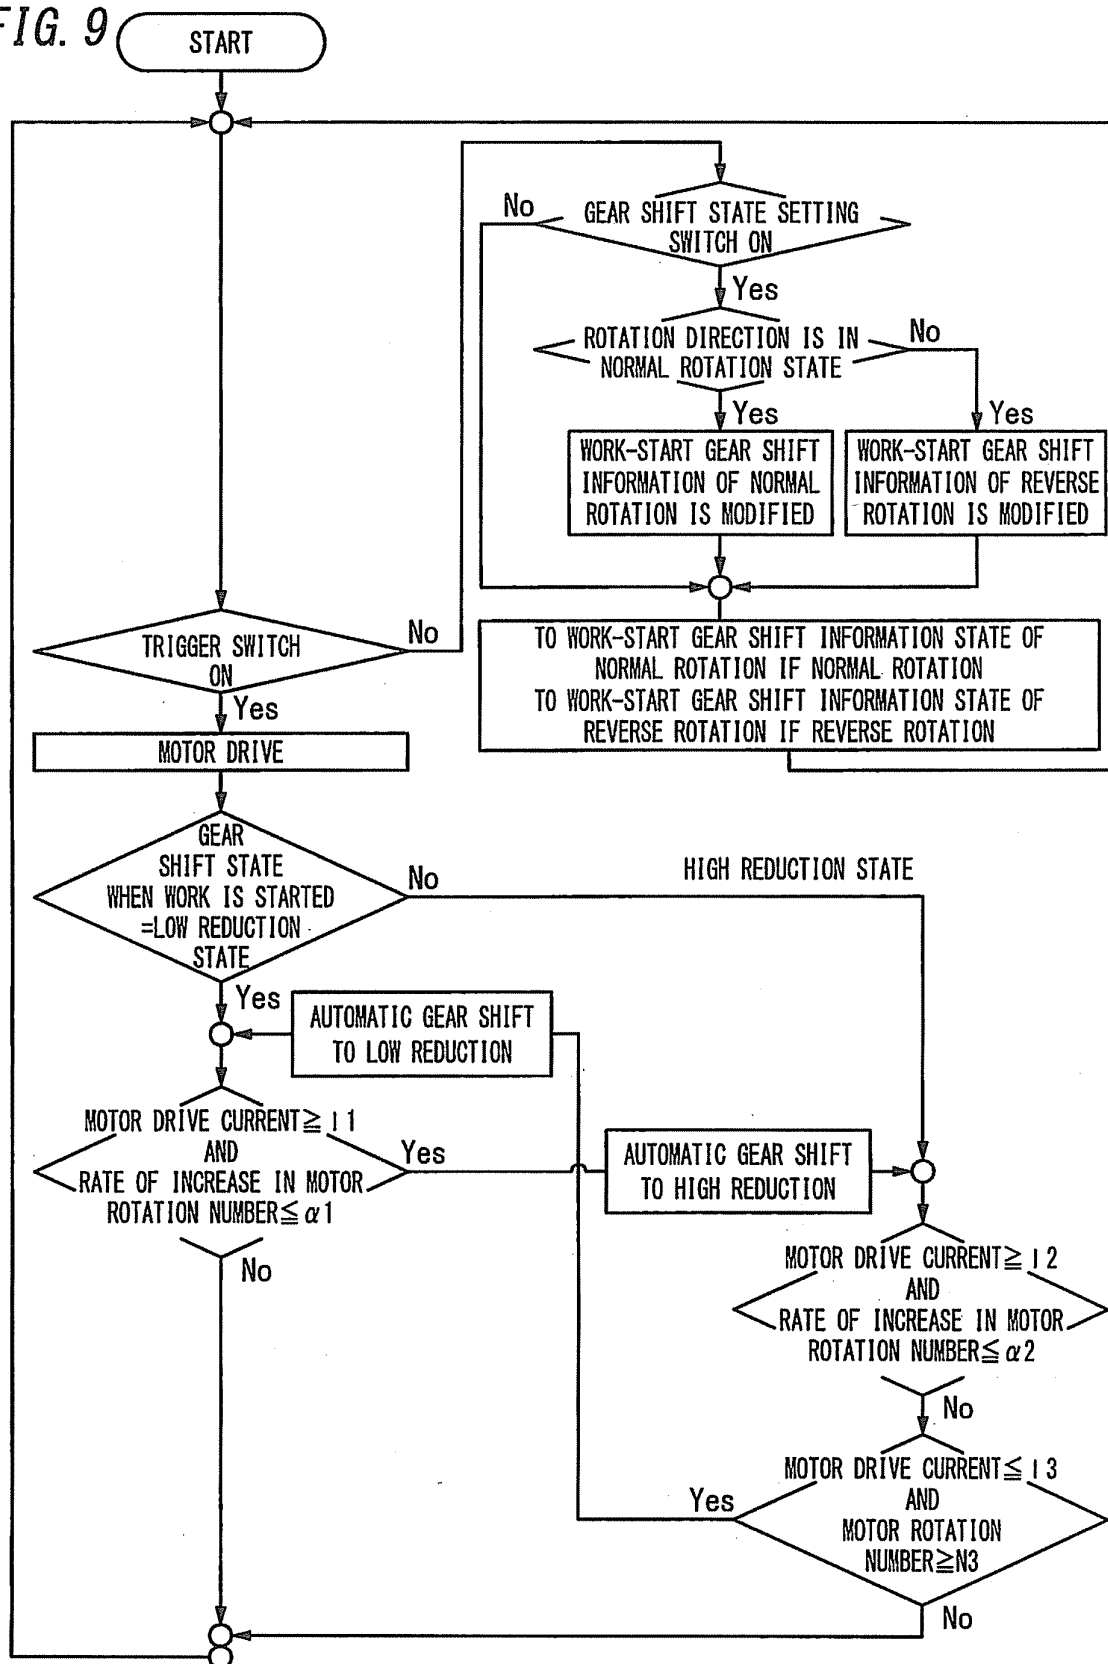 FIG. 9
START
No
GEAR SHIFT STATE SETTING
SWITCH ON
Yes
ROTATION DIRECTION IS IN
NORMAL ROTATION STATE
No
Yes
Yes
WORK-START GEAR SHIFT
INFORMATION OF NORMAL
ROTATION IS MODIFIED
WORK-START GEAR SHIFT
INFORMATION OF REVERSE
ROTATION IS MODIFIED
TRIGGER SWITCH
ON
No
Yes
TO WORK-START GEAR SHIFT INFORMATION STATE OF
NORMAL ROTATION IF NORMAL ROTATION
TO WORK-START GEAR SHIFT INFORMATION STATE OF
REVERSE ROTATION IF REVERSE ROTATION
MOTOR DRIVE
GEAR
SHIFT STATE
WHEN WORK IS STARTED
=LOW REDUCTION
STATE
No
HIGH REDUCTION STATE
Yes
AUTOMATIC GEAR SHIFT
TO LOW REDUCTION
MOTOR DRIVE CURRENT≧I1
AND
RATE OF INCREASE IN MOTOR
ROTATION NUMBER≦α1
Yes
No
AUTOMATIC GEAR SHIFT
TO HIGH REDUCTION
MOTOR DRIVE CURRENT≧I2
AND
RATE OF INCREASE IN MOTOR
ROTATION NUMBER≦α2
No
MOTOR DRIVE CURRENT≦I3
AND
MOTOR ROTATION
NUMBER≧N3
Yes
No